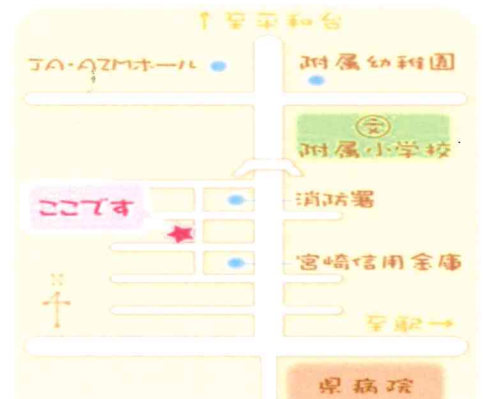 ↑至平和台
JA・AZMホール
附属幼稚園
文
附属小学校
消防署
ここです
宮崎信用金庫
N
至駅→
県病院